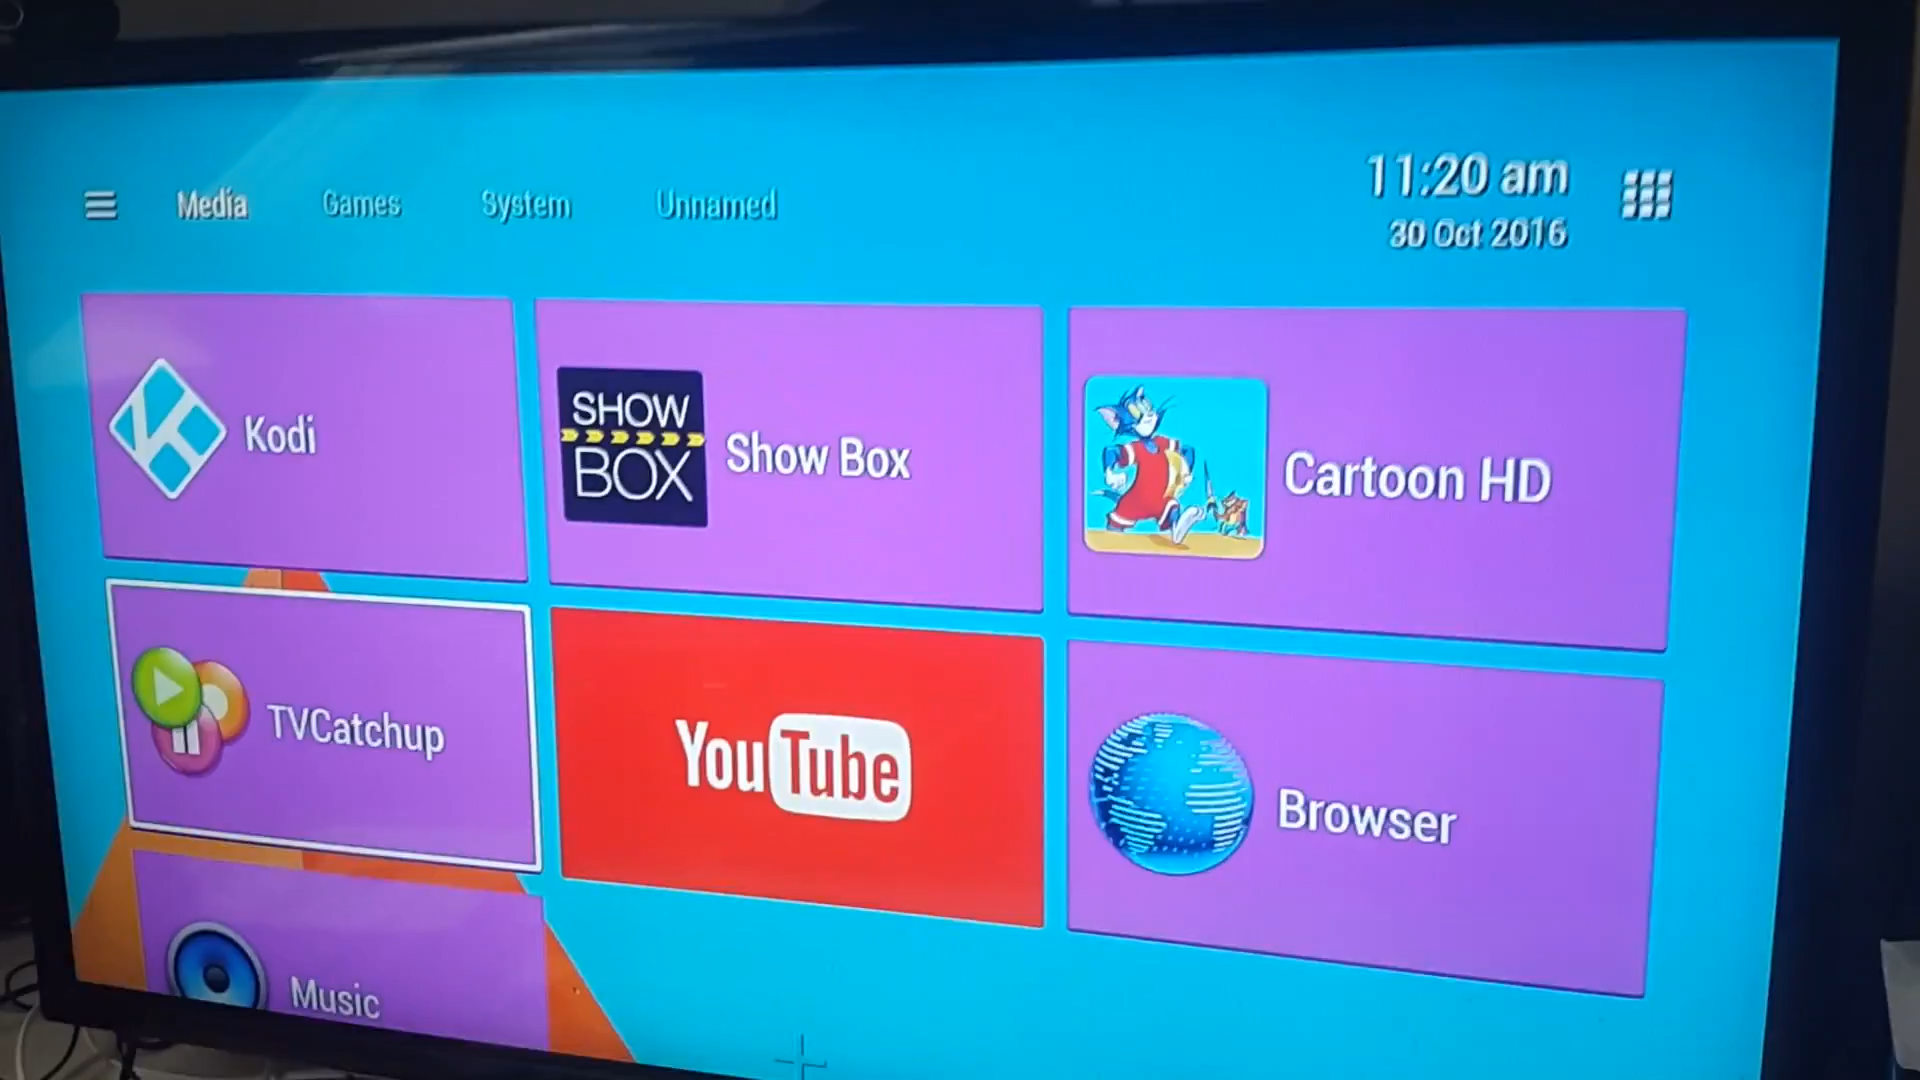 Media Games System Unnamed
11:20 am
30 Oct 2016
Kodi
SHOW
BOX
Show Box
Cartoon HD
TVCatchup
YouTube
Browser
Music